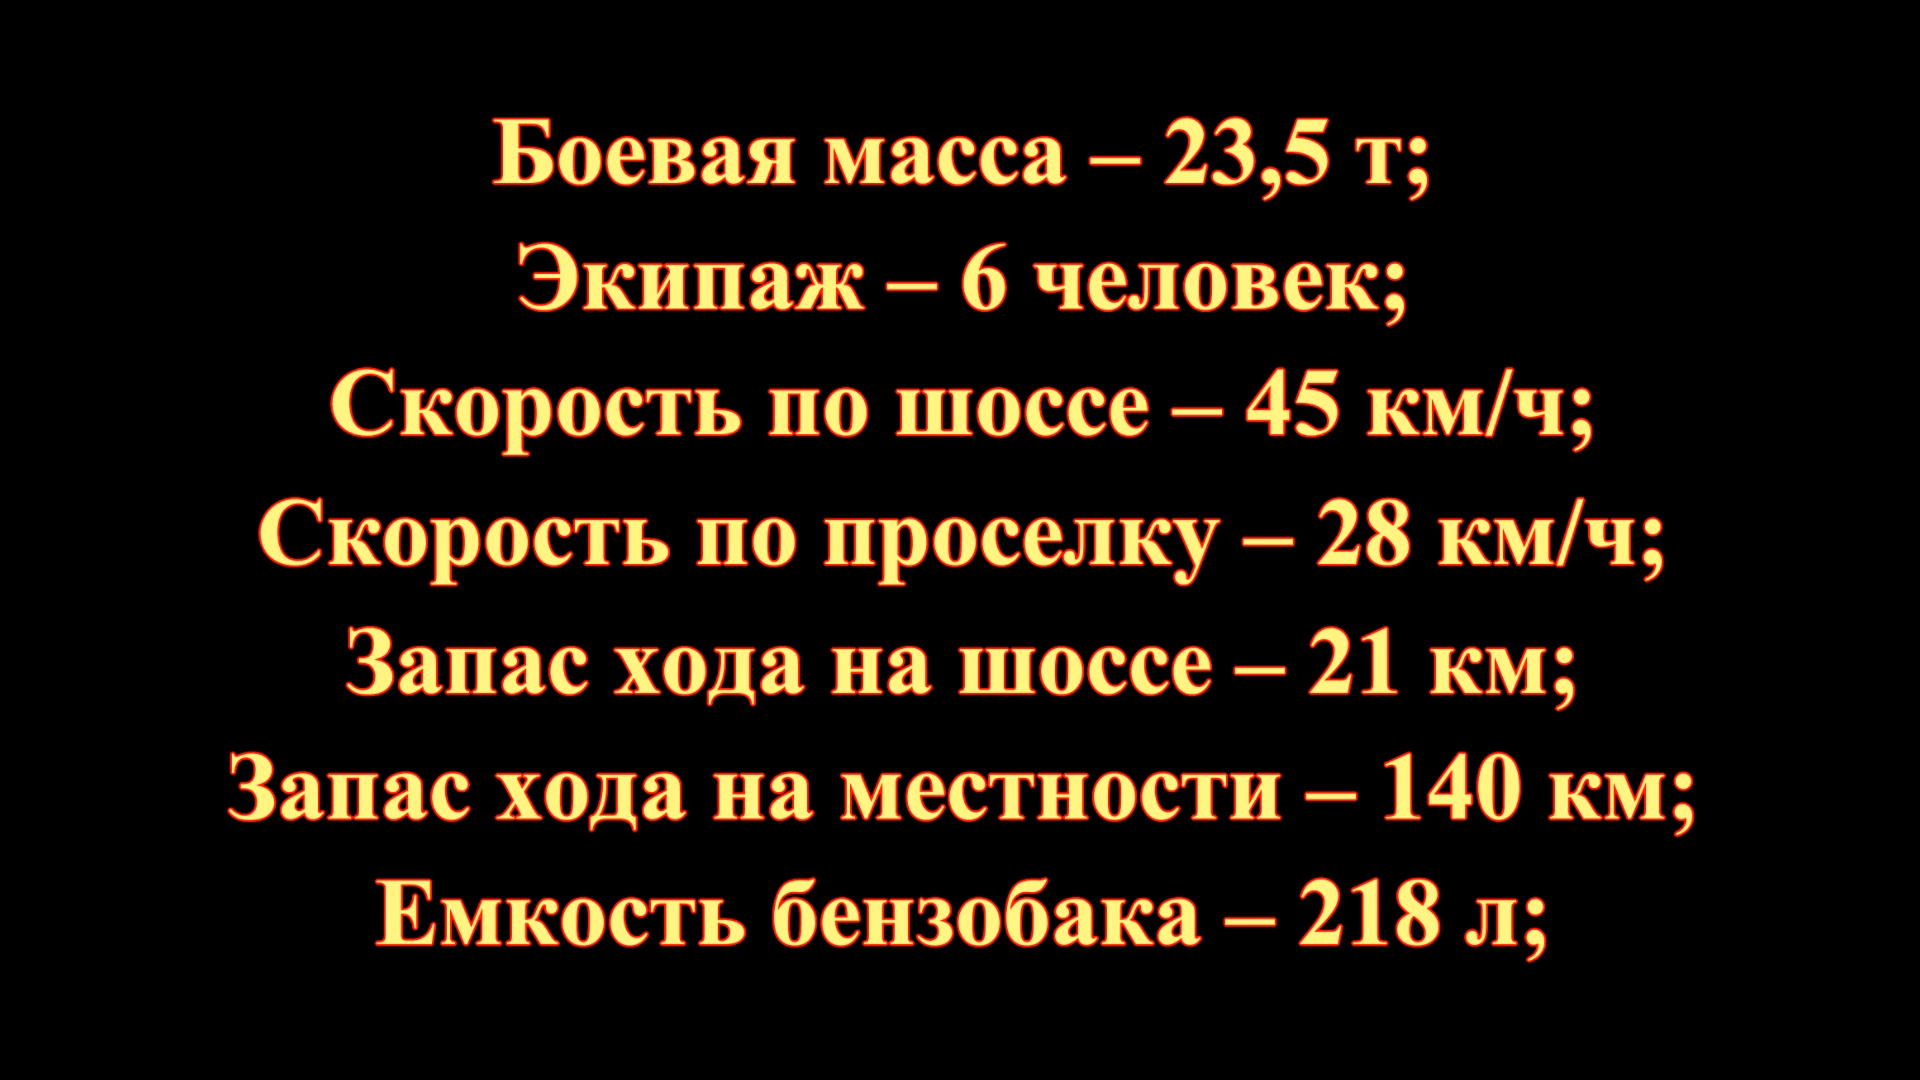 Боевая масса – 23,5 т;
Экипаж – 6 человек;
Скорость по шоссе – 45 км/ч;
Скорость по проселку – 28 км/ч;
Запас хода на шоссе – 21 км;
Запас хода на местности – 140 км;
Емкость бензобака – 218 л;